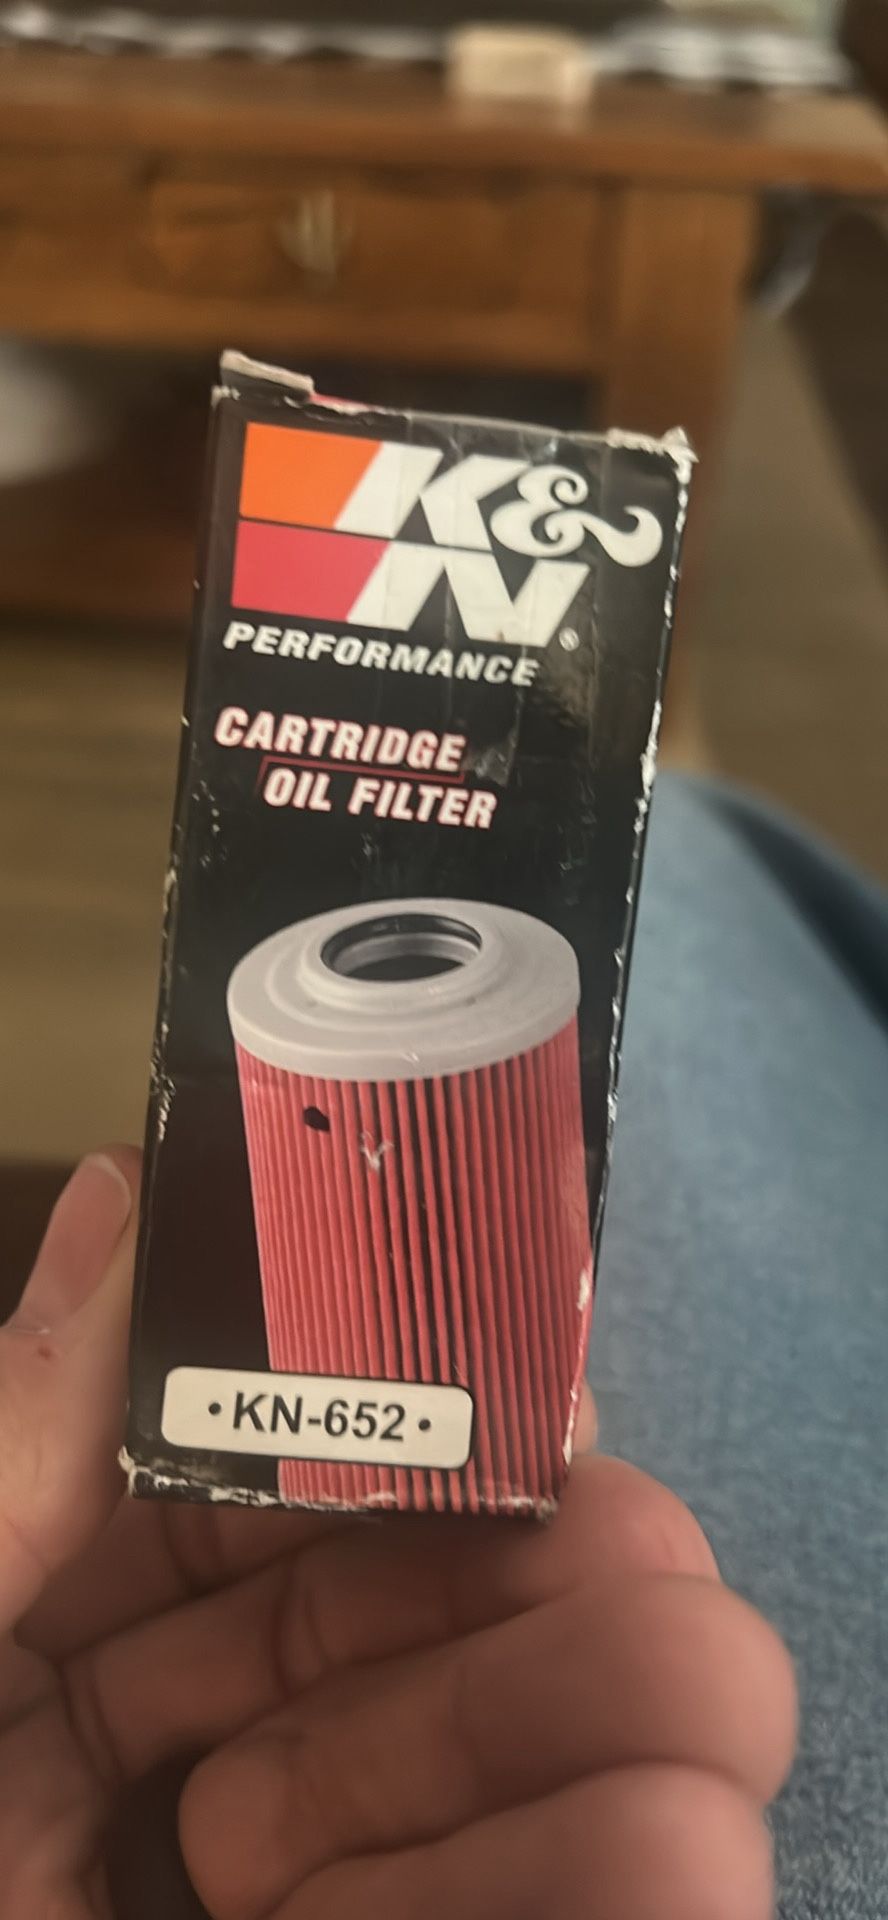 K&N®
PERFORMANCE
CARTRIDGE
OIL FILTER
• KN-652 •